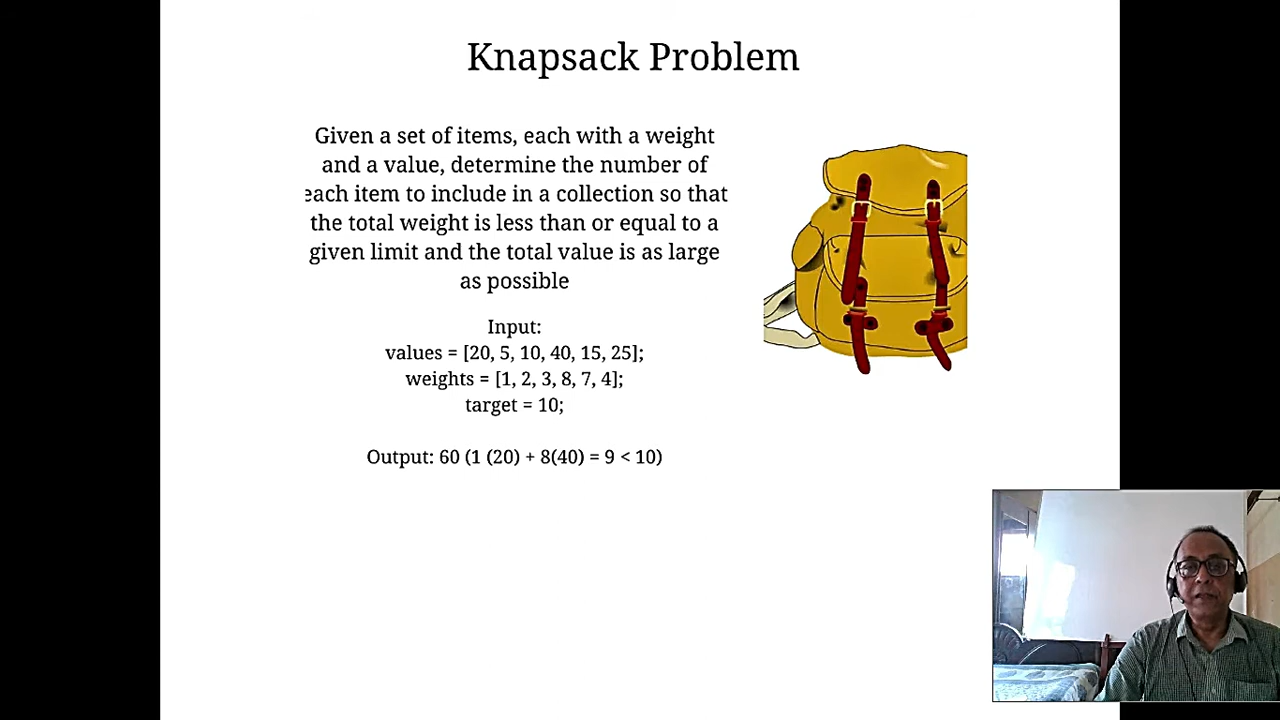 Knapsack Problem
Given a set of items, each with a weight
and a value, determine the number of
each item to include in a collection so that
the total weight is less than or equal to a
given limit and the total value is as large
as possible
Input:
values = [20, 5, 10, 40, 15, 25];
weights = [1, 2, 3, 8, 7, 4];
target = 10;
Output: 60 (1 (20) + 8(40) = 9 < 10)